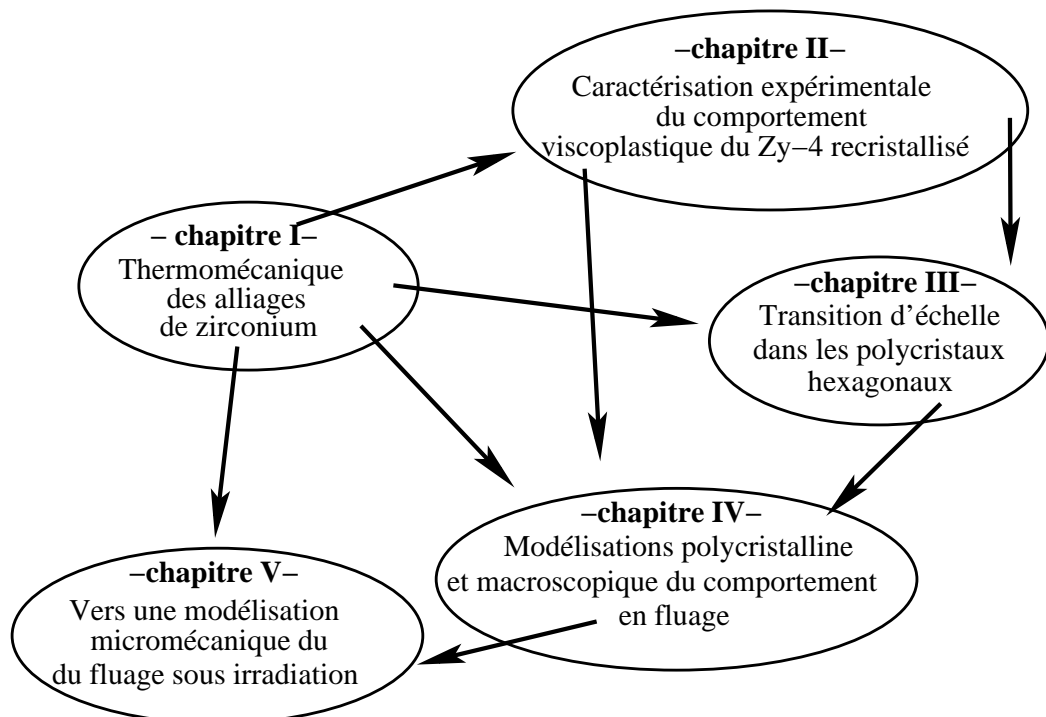 –chapitre II–
Caractérisation expérimentale
du comportement
viscoplastique du Zy–4 recristallisé
– chapitre I–
Thermomécanique
des alliages
de zirconium
–chapitre III–
Transition d'échelle
dans les polycristaux
hexagonaux
–chapitre IV–
Modélisations polycristalline
et macroscopique du comportement
en fluage
–chapitre V–
Vers une modélisation
micromécanique du
du fluage sous irradiation